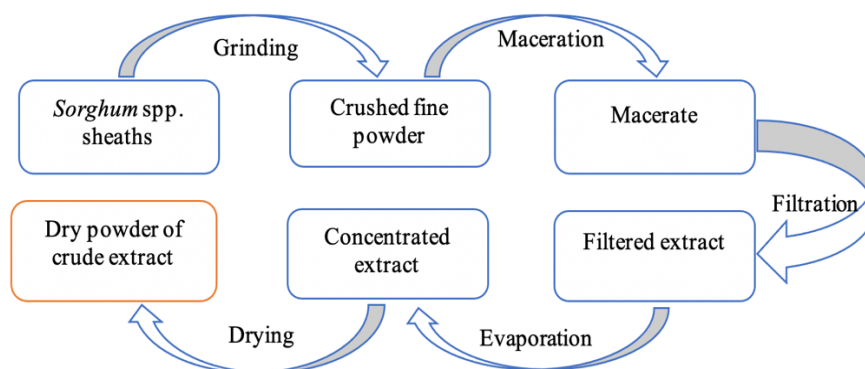 Grinding
Maceration
Sorghum spp.
sheaths
Crushed fine
powder
Macerate
Filtration
Dry powder of
crude extract
Concentrated
extract
Filtered extract
Drying
Evaporation